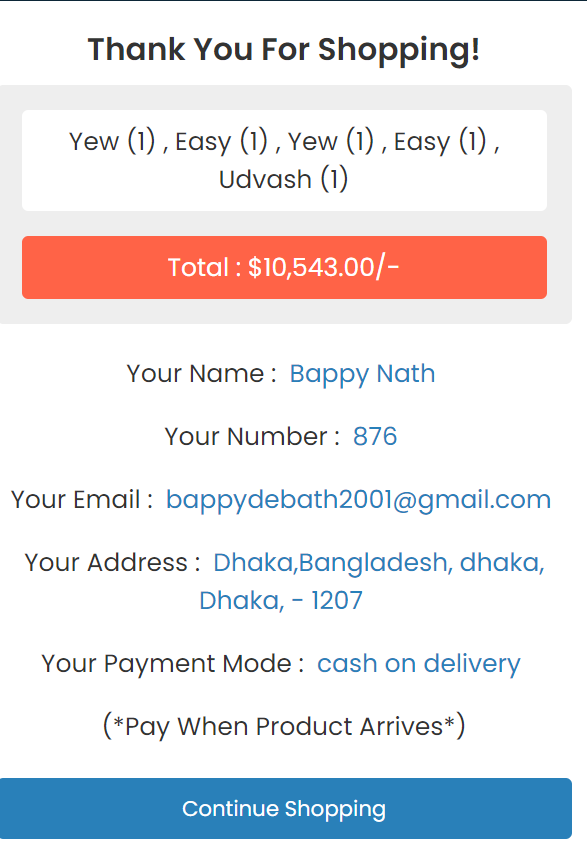 Thank You For Shopping!
Yew (1) , Easy (1) , Yew (1) , Easy (1) ,
Udvash (1)
Total : $10,543.00/-
Your Name : Bappy Nath
Your Number : 876
Your Email : bappydebath2001@gmail.com
Your Address : Dhaka,Bangladesh, dhaka,
Dhaka, - 1207
Your Payment Mode : cash on delivery
(*Pay When Product Arrives*)
Continue Shopping